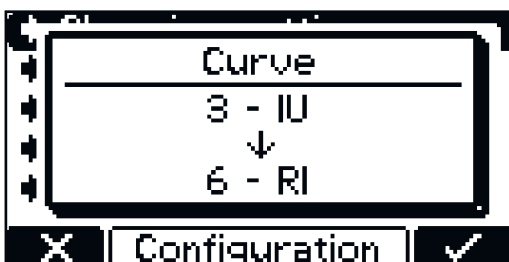 Curve
3 - IU
↓
6 - RI
Configuration